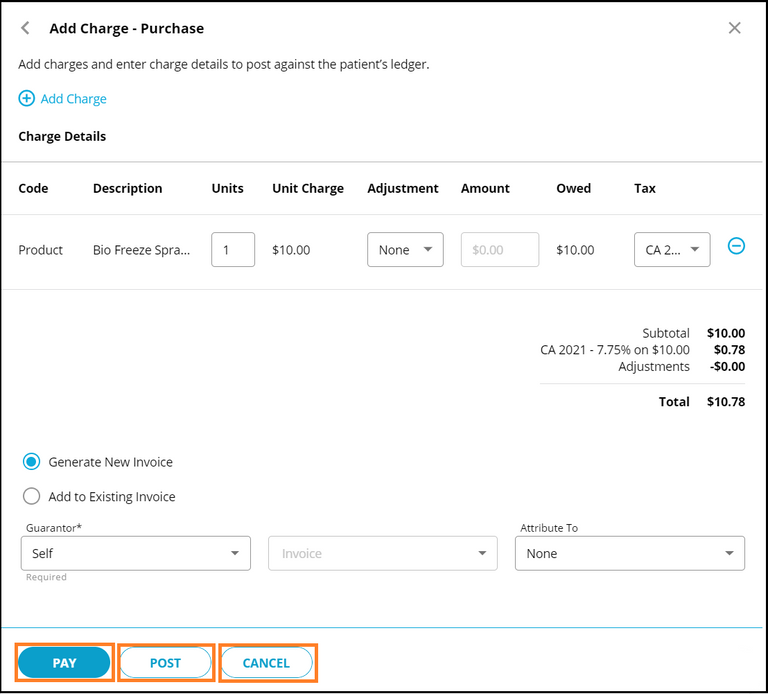 Add Charge - Purchase
Add charges and enter charge details to post against the patient's ledger.
Add Charge
Charge Details
Code Description Units Unit Charge Adjustment Amount Owed Tax
Product Bio Freeze Spra... 1 $10.00 None $0.00 $10.00 CA 2...
Subtotal $10.00
CA 2021 - 7.75% on $10.00 $0.78
Adjustments -$0.00
Total $10.78
Generate New Invoice
Add to Existing Invoice
Guarantor* Attribute To
Self Invoice None
Required
PAY POST CANCEL